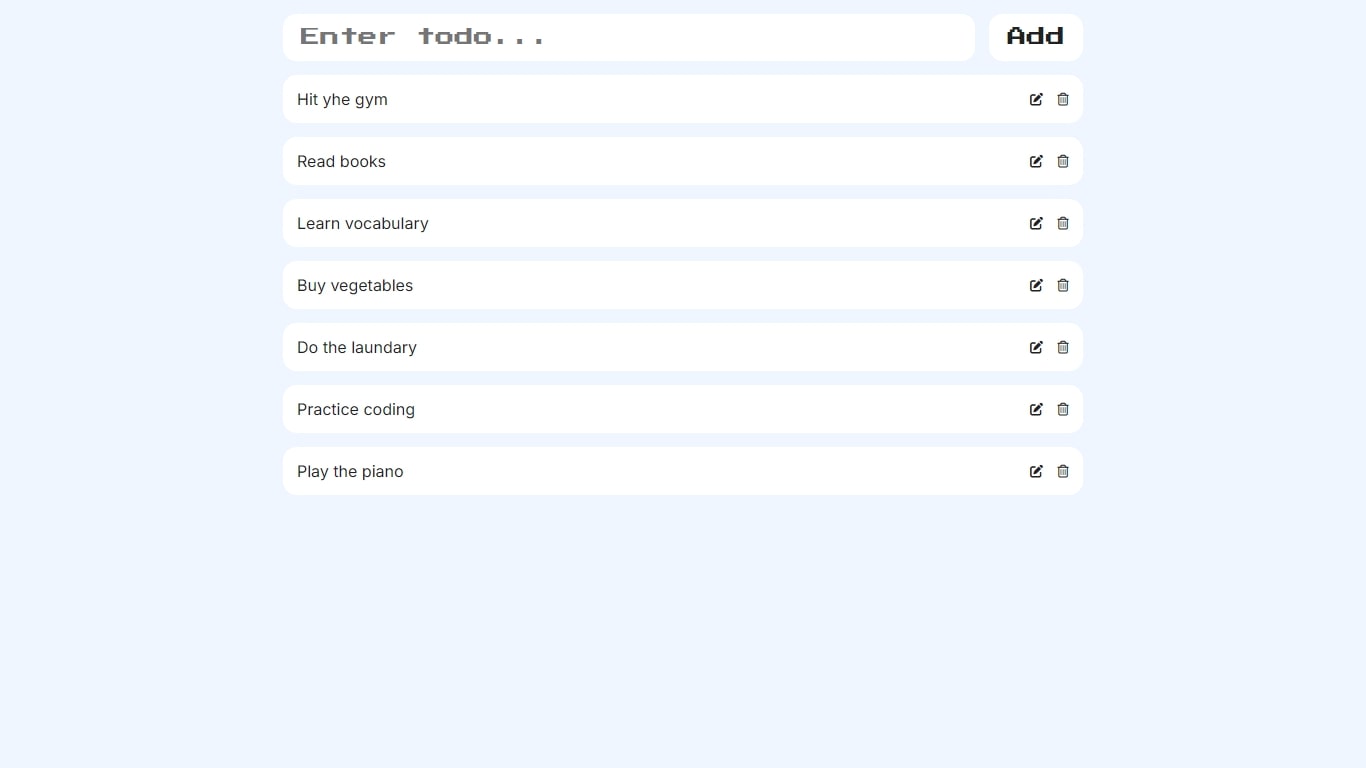 Enter todo...
Add
Hit yhe gym
Read books
Learn vocabulary
Buy vegetables
Do the laundary
Practice coding
Play the piano